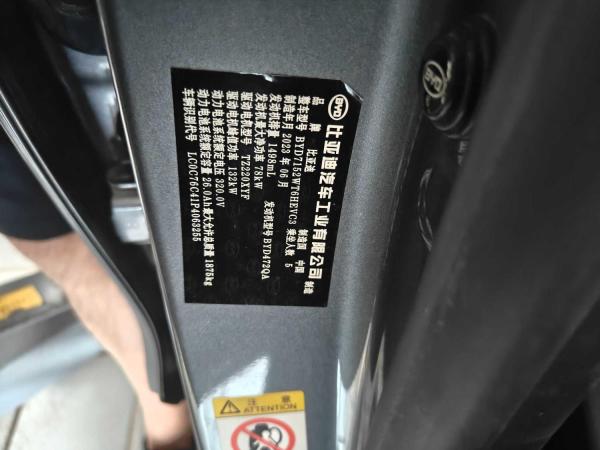 BYD 比亚迪汽车工业有限公司 制造
品牌 比亚迪 制造国 中国
整车型号 BYD7152WT6HEVC3 乘坐人数 5
制造年月 2023 年 06 月
发动机排量 1498mL 发动机型号 BYD472QA
发动机最大净功率 78kW
驱动电机型号 TZ220XYF
驱动电机峰值功率 132kW
动力电池系统额定电压 320.0V
动力电池系统额定容量 26.0Ah 最大允许总质量 1875kg
车辆识别代号 LC0C76C41P4063255
注意
ATTENTION
BYD